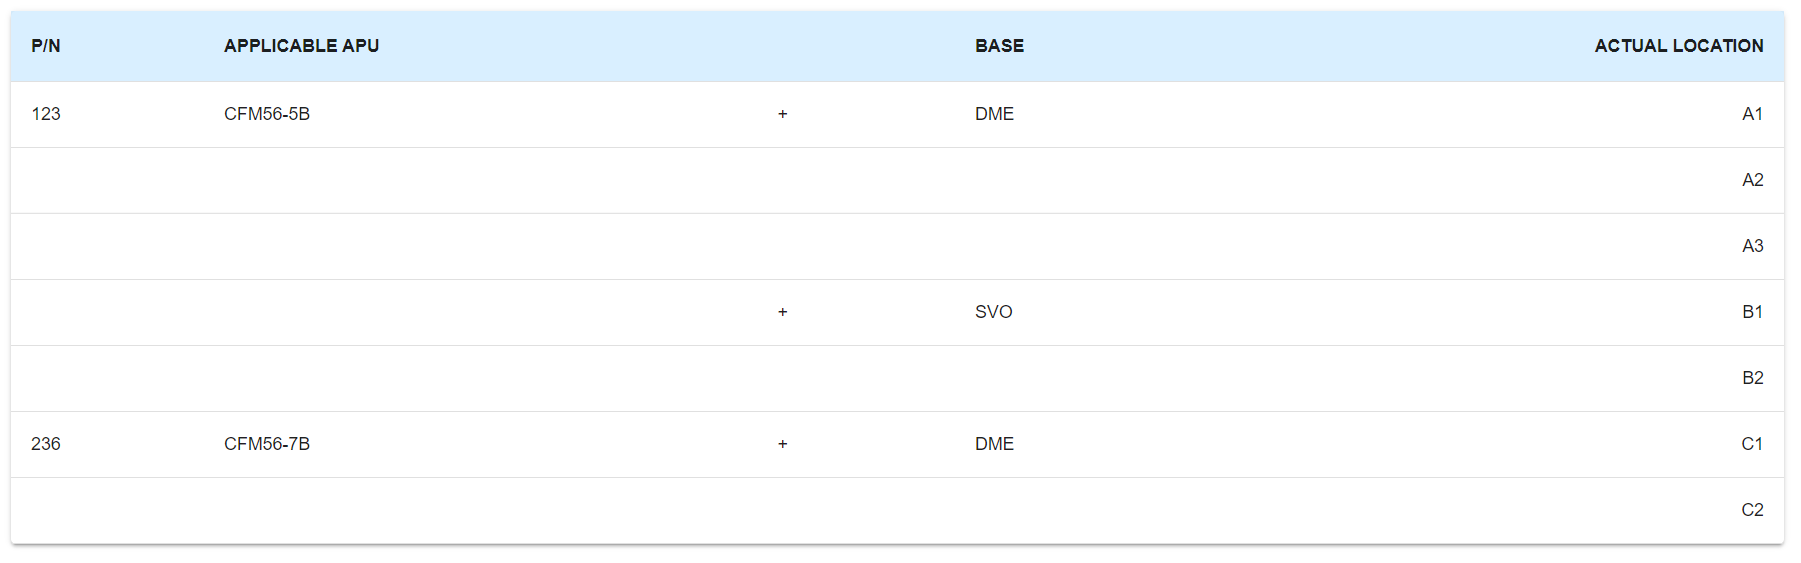 P/N APPLICABLE APU BASE ACTUAL LOCATION
123 CFM56-5B + DME A1
A2
A3
+ SVO B1
B2
236 CFM56-7B + DME C1
C2